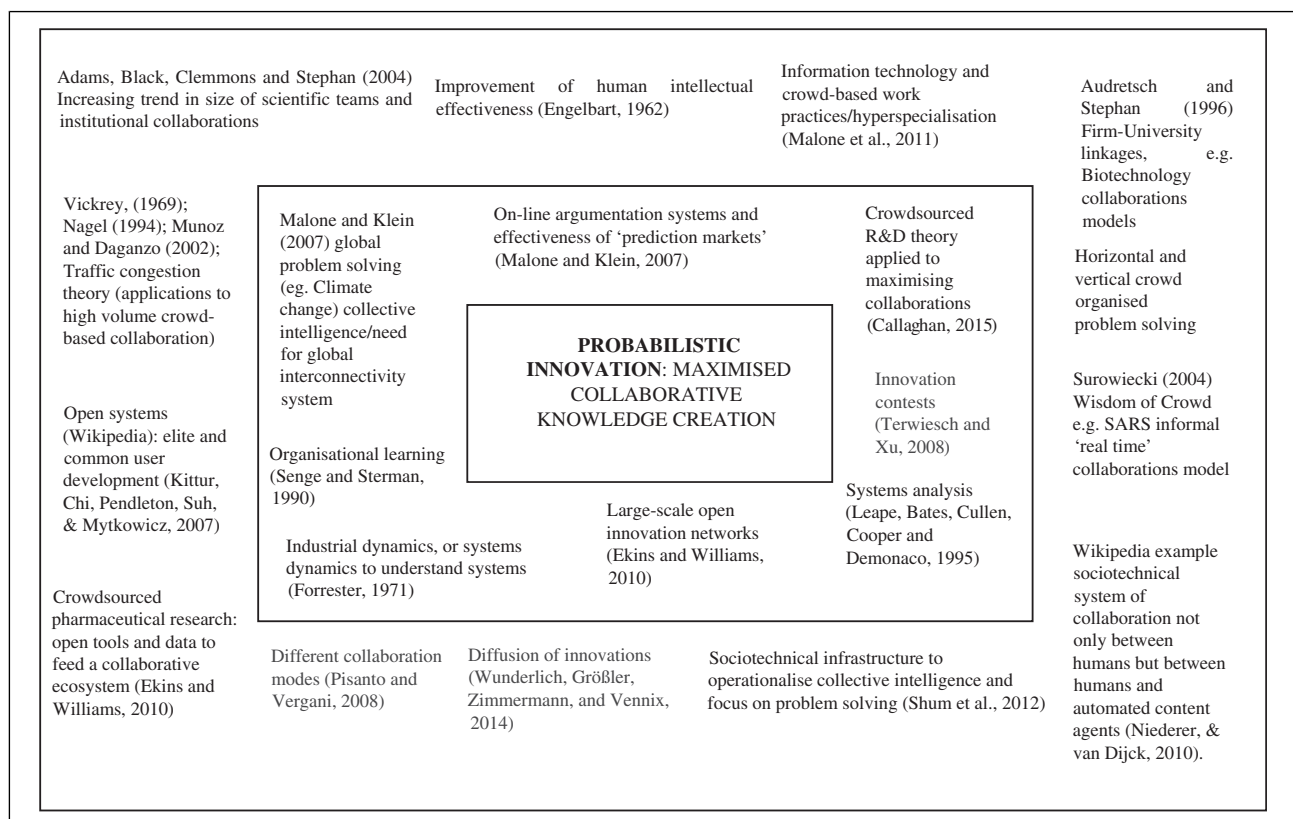 Adams, Black, Clemmons and Stephan (2004)
Increasing trend in size of scientific teams and
institutional collaborations
Improvement of human intellectual
effectiveness (Engelbart, 1962)
Information technology and
crowd-based work
practices/hyperspecialisation
(Malone et al., 2011)
Audretsch and
Stephan (1996)
Firm-University
linkages, e.g.
Biotechnology
collaborations
models
Vickrey, (1969);
Nagel (1994); Munoz
and Daganzo (2002);
Traffic congestion
theory (applications to
high volume crowd-
based collaboration)
Malone and Klein
(2007) global
problem solving
(eg. Climate
change) collective
intelligence/need
for global
interconnectivity
system
On-line argumentation systems and
effectiveness of ‘prediction markets’
(Malone and Klein, 2007)
Crowdsourced
R&D theory
applied to
maximising
collaborations
(Callaghan, 2015)
Horizontal and
vertical crowd
organised
problem solving
PROBABILISTIC
INNOVATION: MAXIMISED
COLLABORATIVE
KNOWLEDGE CREATION
Innovation
contests
(Terwiesch and
Xu, 2008)
Surowiecki (2004)
Wisdom of Crowd
e.g. SARS informal
‘real time’
collaborations model
Open systems
(Wikipedia): elite and
common user
development (Kittur,
Chi, Pendleton, Suh,
& Mytkowicz, 2007)
Organisational learning
(Senge and Sterman,
1990)
Systems analysis
(Leape, Bates, Cullen,
Cooper and
Demonaco, 1995)
Large-scale open
innovation networks
(Ekins and Williams,
2010)
Industrial dynamics, or systems
dynamics to understand systems
(Forrester, 1971)
Wikipedia example
sociotechnical
system of
collaboration not
only between
humans but between
humans and
automated content
agents (Niederer, &
van Dijck, 2010).
Crowdsourced
pharmaceutical research:
open tools and data to
feed a collaborative
ecosystem (Ekins and
Williams, 2010)
Different collaboration
modes (Pisanto and
Vergani, 2008)
Diffusion of innovations
(Wunderlich, Größler,
Zimmermann, and Vennix,
2014)
Sociotechnical infrastructure to
operationalise collective intelligence and
focus on problem solving (Shum et al., 2012)